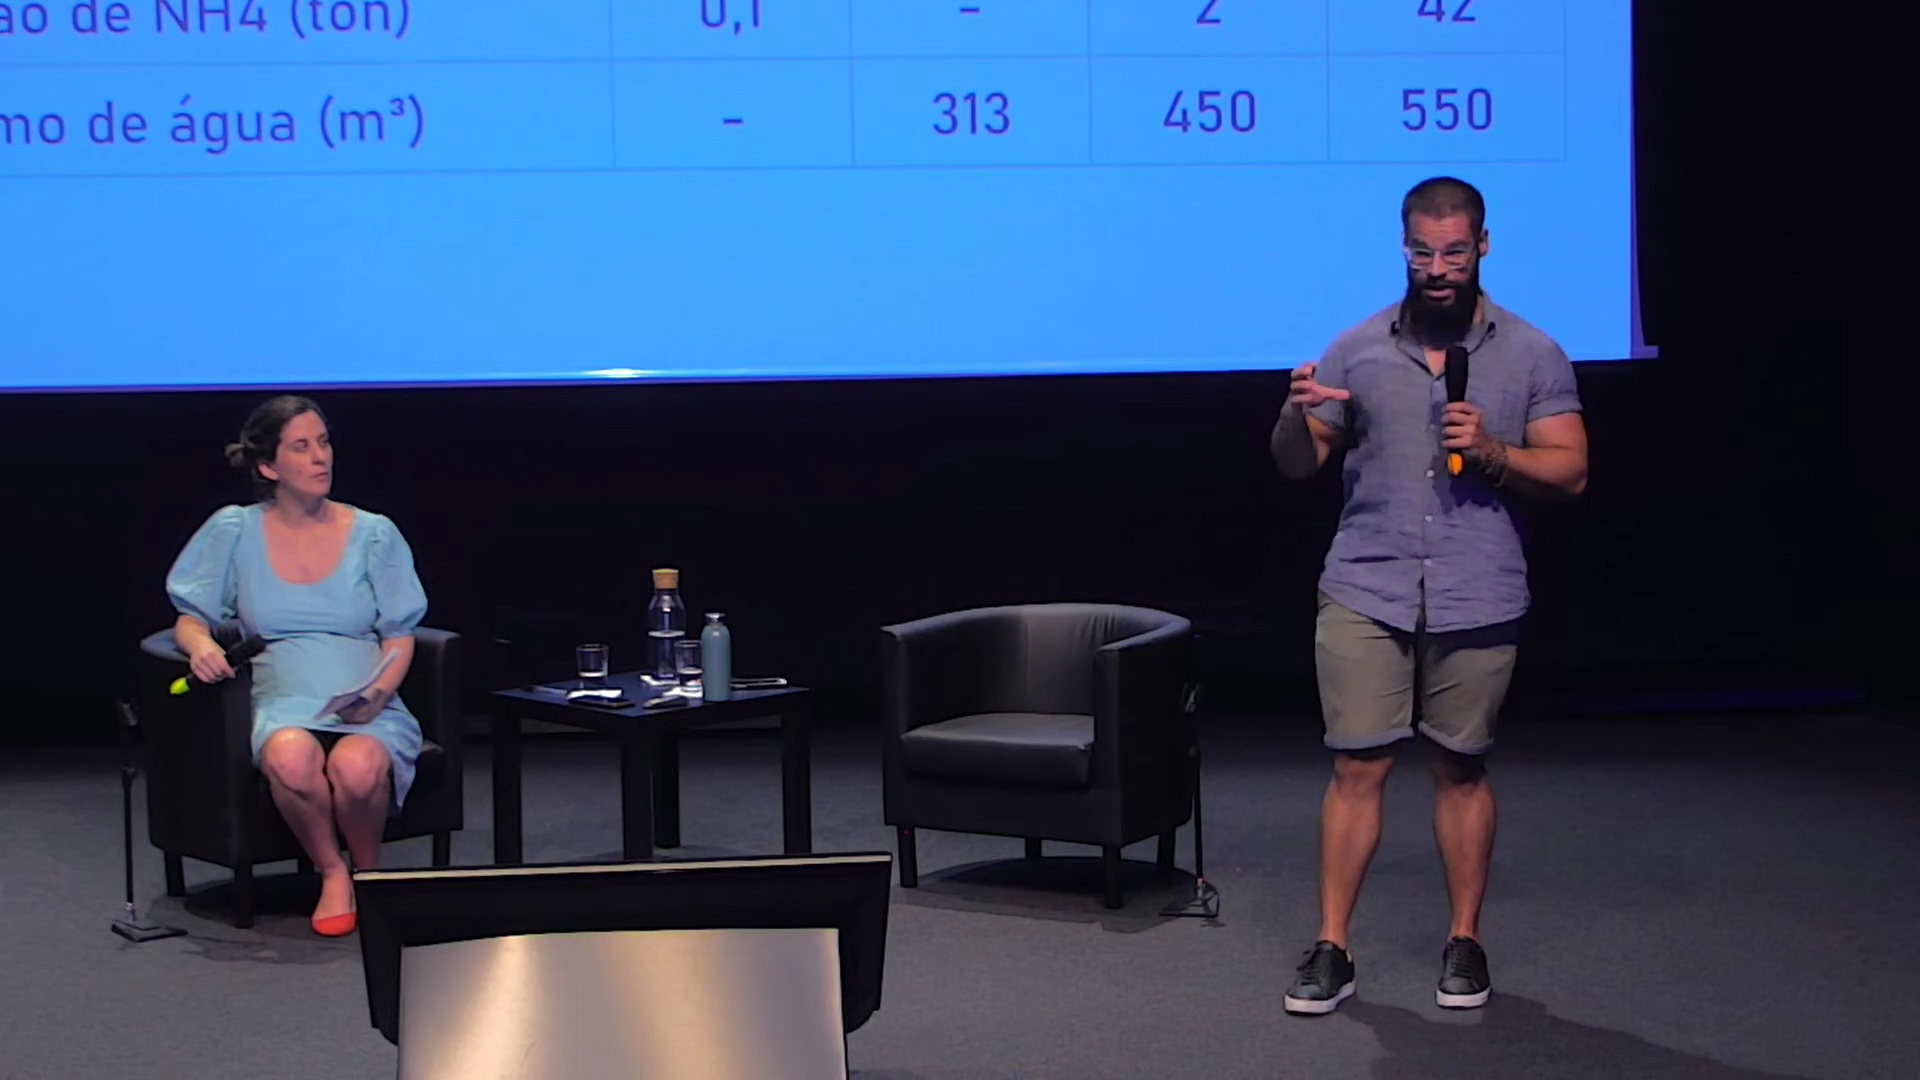 ão de NH4 (ton) 0,1 - 2 42
mo de água (m³) - 313 450 550